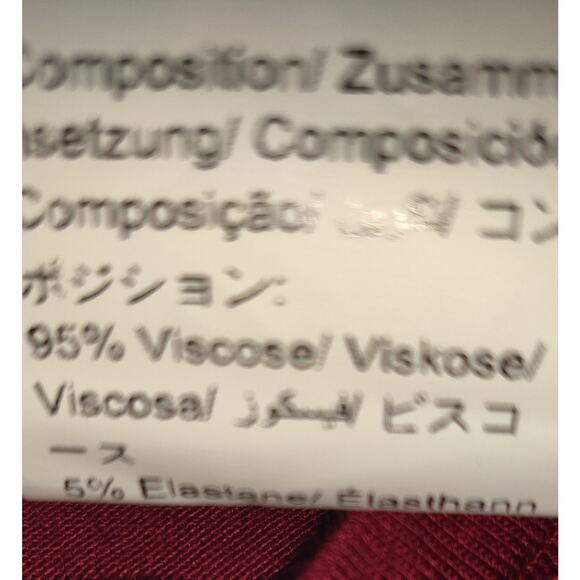 Composition/ Zusamm
setzung/ Composició
Composição/ コン
ポジション:
95% Viscose/ Viskose/
Viscosa/ فيسكوز/ ビスコ
ース
5% Elastane/ Élasthann